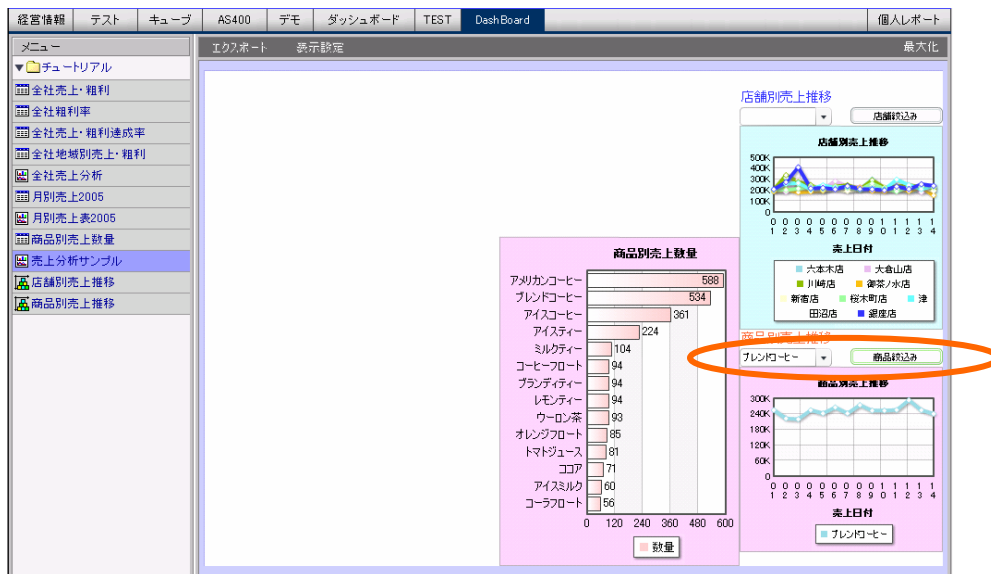 経営情報 テスト キューブ AS400 デモ ダッシュボード TEST DashBoard 個人レポート
メニュー
チュートリアル
全社売上・粗利
全社粗利率
全社売上・粗利達成率
全社地域別売上・粗利
全社売上分析
月別売上2005
月別売上表2005
商品別売上数量
売上分析サンプル
店舗別売上推移
商品別売上推移
エクスポート 表示設定 最大化
商品別売上数量
アメリカンコーヒー 588
ブレンドコーヒー 534
アイスコーヒー 361
アイスティー 224
ミルクティー 104
コーヒーフロート 94
ブランディティー 94
レモンティー 94
ウーロン茶 93
オレンジフロート 85
トマトジュース 81
ココア 71
アイスミルク 60
コーラフロート 56
0 120 240 360 480 600
数量
店舗別売上推移
店舗絞込み
店舗別売上推移
500K
400K
300K
200K
100K
0
0 0 0 0 0 0 0 0 0 1 1 1 1 1
1 2 3 4 5 6 7 8 9 0 1 2 3 4
売上日付
六本木店 大倉山店
川崎店 御茶ノ水店
新宿店 桜木町店 津
田沼店 銀座店
商品別売上推移
ブレンドコーヒー 商品絞込み
商品別売上推移
300K
240K
180K
120K
60K
0
0 0 0 0 0 0 0 0 0 1 1 1 1 1
1 2 3 4 5 6 7 8 9 0 1 2 3 4
売上日付
ブレンドコーヒー